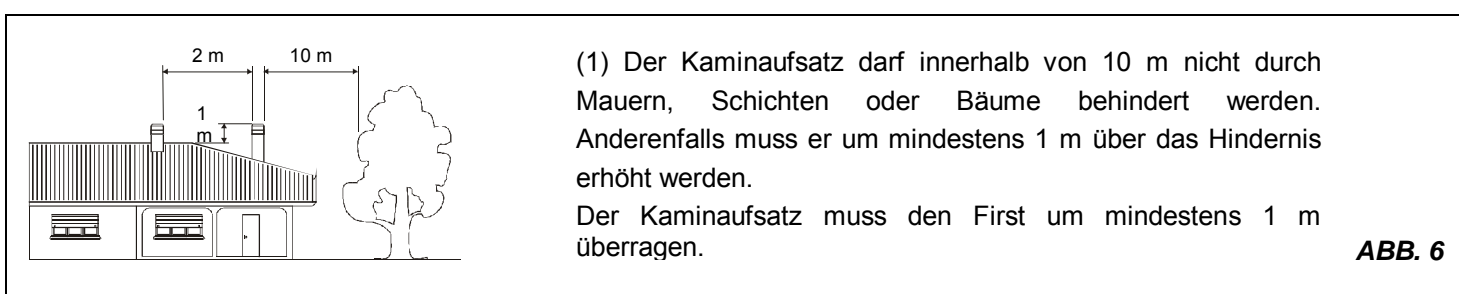 2 m
10 m
1
m
(1) Der Kaminaufsatz darf innerhalb von 10 m nicht durch
Mauern, Schichten oder Bäume behindert werden.
Anderenfalls muss er um mindestens 1 m über das Hindernis
erhöht werden.
Der Kaminaufsatz muss den First um mindestens 1 m
überragen.
ABB. 6